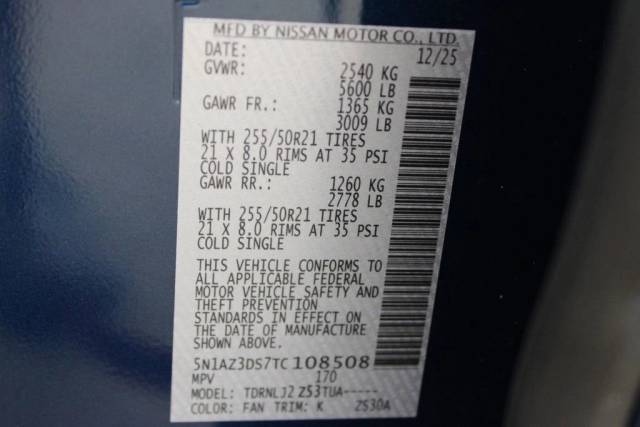 MFD BY NISSAN MOTOR CO., LTD.
DATE: 12/25
GVWR: 2540 KG
5600 LB
GAWR FR.: 1365 KG
3009 LB
WITH 255/50R21 TIRES
21 X 8.0 RIMS AT 35 PSI
COLD SINGLE
GAWR RR.: 1260 KG
2778 LB
WITH 255/50R21 TIRES
21 X 8.0 RIMS AT 35 PSI
COLD SINGLE
THIS VEHICLE CONFORMS TO
ALL APPLICABLE FEDERAL
MOTOR VEHICLE SAFETY AND
THEFT PREVENTION
STANDARDS IN EFFECT ON
THE DATE OF MANUFACTURE
SHOWN ABOVE.
5N1AZ3DS7TC108508
MPV 170
MODEL: TDRNLJ2 ZS3TUA-----
COLOR: FAN TRIM: K ZS30A